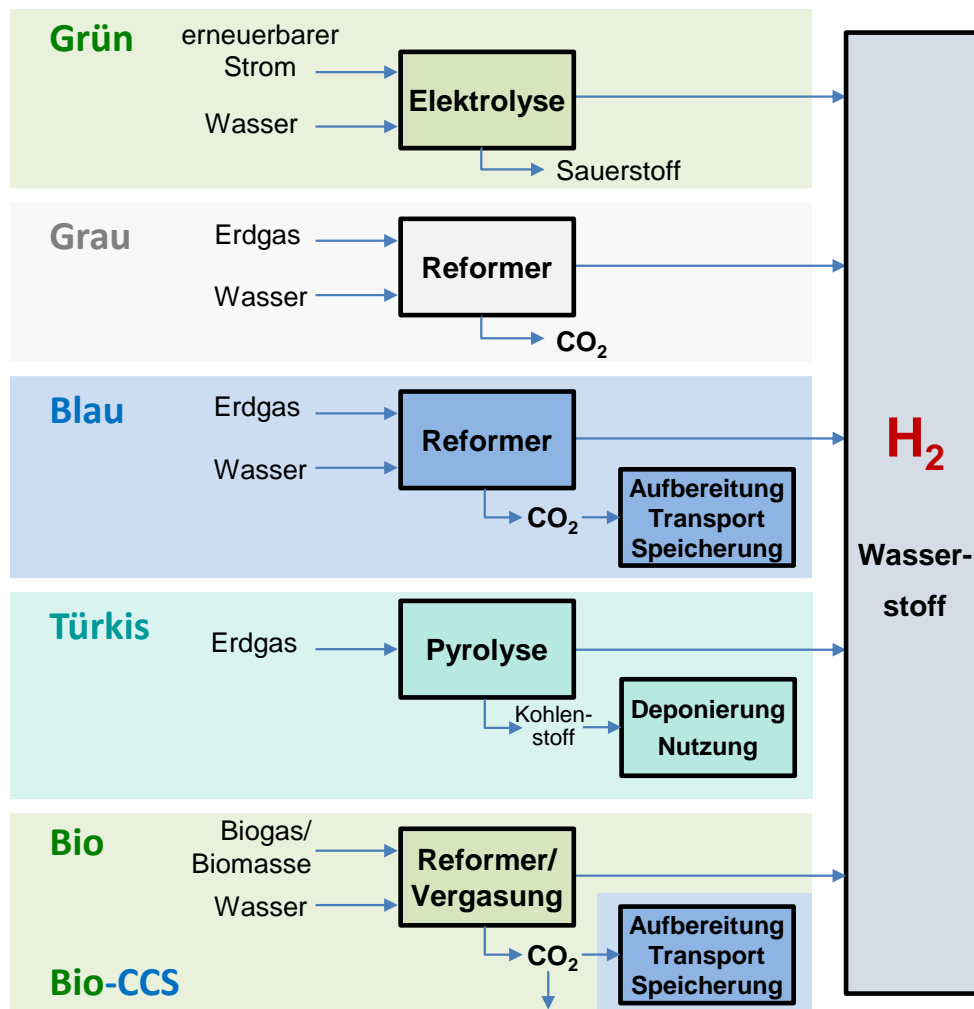 Grün
erneuerbarer
Strom
Wasser
Elektrolyse
Sauerstoff
Grau
Erdgas
Wasser
Reformer
CO₂
Blau
Erdgas
Wasser
Reformer
CO₂
Aufbereitung
Transport
Speicherung
Türkis
Erdgas
Pyrolyse
Kohlen-
stoff
Deponierung
Nutzung
Bio
Biogas/
Biomasse
Wasser
Reformer/
Vergasung
CO₂
Aufbereitung
Transport
Speicherung
Bio-CCS
H₂
Wasser-
stoff